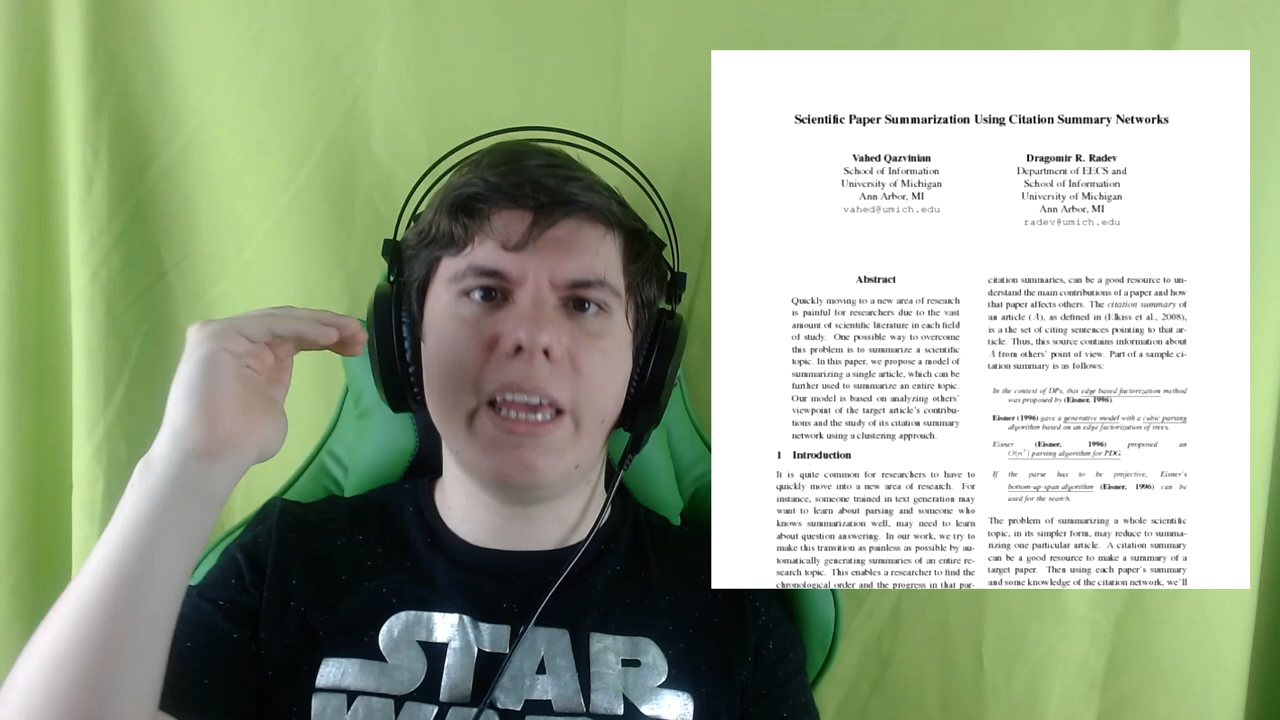 Scientific Paper Summarization Using Citation Summary Networks
Vahed Qazvinian
School of Information
University of Michigan
Ann Arbor, MI
vahed@umich.edu
Dragomir R. Radev
Department of EECS and
School of Information
University of Michigan
Ann Arbor, MI
radev@umich.edu
Abstract
Quickly moving to a new area of research
is painful for researchers due to the vast
amount of scientific literature in each field
of study. One possible way to overcome
this problem is to summarize a scientific
topic. In this paper, we propose a model of
summarizing a single article, which can be
further used to summarize an entire topic.
Our model is based on analyzing others'
viewpoint of the target article's contribu-
tions and the study of its citation summary
network using a clustering approach.
1 Introduction
It is quite common for researchers to have to
quickly move into a new area of research. For
instance, someone trained in text generation may
want to learn about parsing and someone who
knows summarization well, may need to learn
about question answering. In our work, we try to
make this transition as painless as possible by au-
tomatically generating summaries of an entire re-
search topic. This enables a researcher to find the
chronological order and the progress in that par-
citation summaries, can be a good resource to un-
derstand the main contributions of a paper and how
that paper affects others. The citation summary of
an article (A), as defined in (Elkiss et al., 2008),
is a the set of citing sentences pointing to that ar-
ticle. Thus, this source contains information about
A from others' point of view. Part of a sample ci-
tation summary is as follows:
In the context of DPs, this edge based factorization method
was proposed by (Eisner, 1996).
Eisner (1996) gave a generative model with a cubic parsing
algorithm based on an edge factorization of trees.
Eisner (Eisner, 1996) proposed an
O(n³) parsing algorithm for PDG.
If the parse has to be projective, Eisner's
bottom-up-span algorithm (Eisner, 1996) can be
used for the search.
The problem of summarizing a whole scientific
topic, in its simpler form, may reduce to summa-
rizing one particular article. A citation summary
can be a good resource to make a summary of a
target paper. Then using each paper's summary
and some knowledge of the citation network, we'll
STAR
WARS